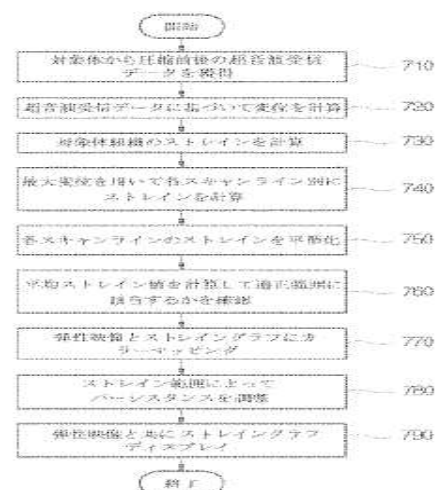 開始
対象体から圧縮前後の超音波受信
データを獲得
710
超音波受信データに基づいて変位を計算
720
対象体組織のストレインを計算
730
最大変位を用いて各スキャンライン別に
ストレインを計算
740
各スキャンラインのストレインを平滑化
750
平均ストレイン値を計算して適正範囲に
該当するかを確認
760
弾性映像とストレイングラフにカ
ラーマッピング
770
ストレイン範囲によって
パーシスタンスを調整
780
弾性映像と共にストレイングラフ
ディスプレイ
790
終了